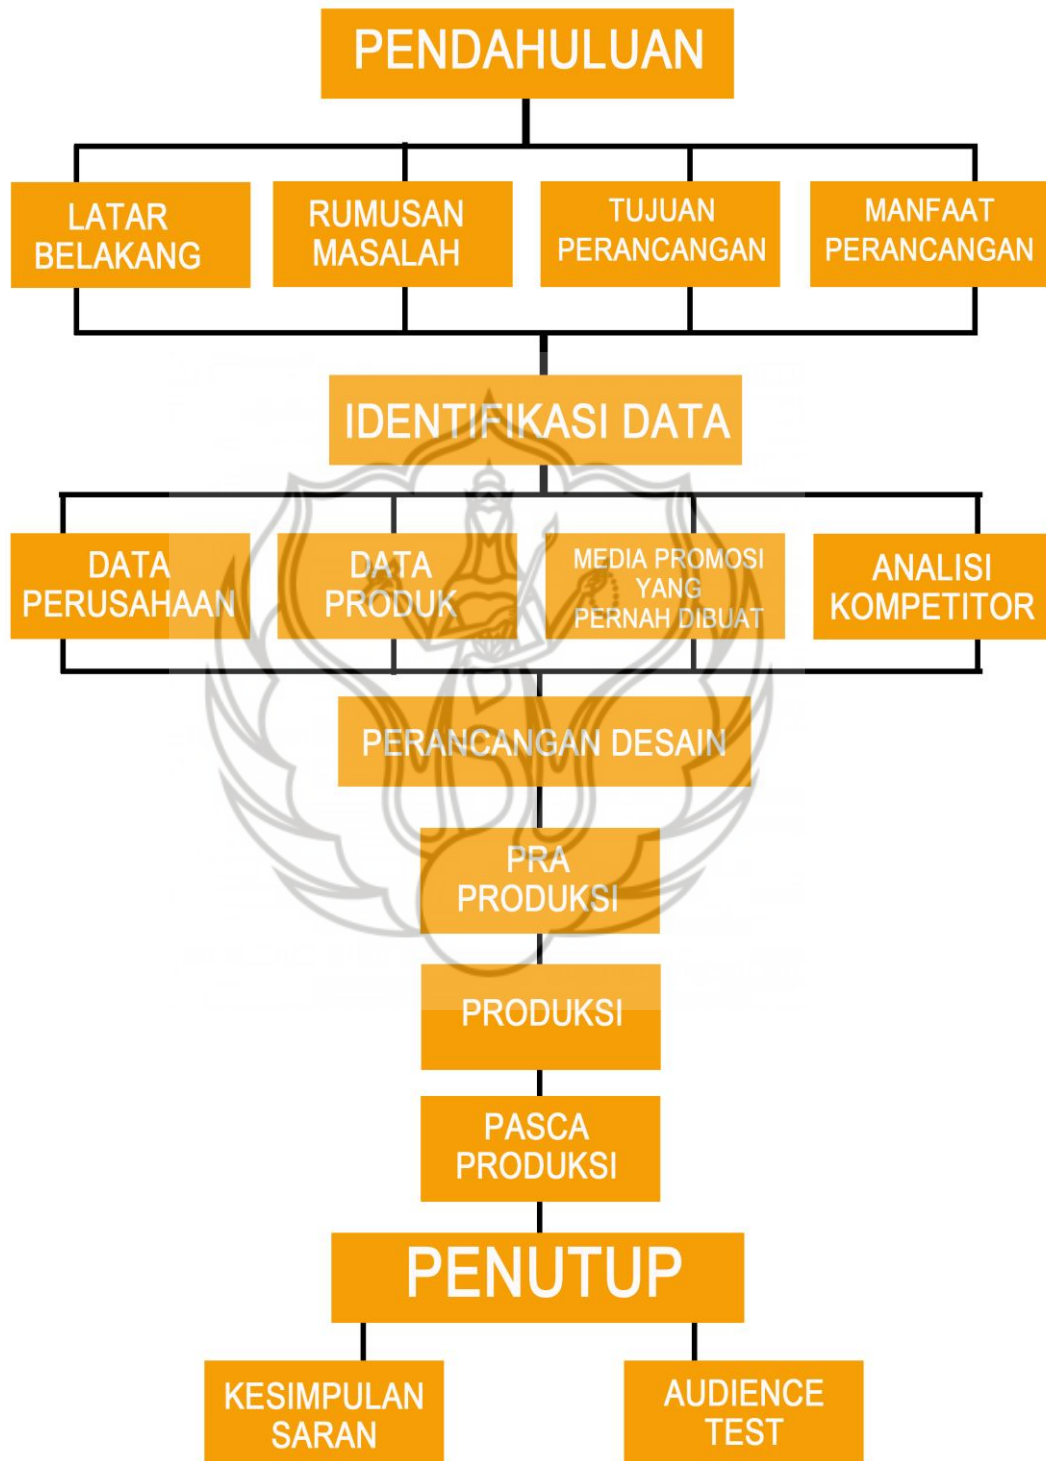 PENDAHULUAN
LATAR
BELAKANG
RUMUSAN
MASALAH
TUJUAN
PERANCANGAN
MANFAAT
PERANCANGAN
IDENTIFIKASI DATA
DATA
PERUSAHAAN
DATA
PRODUK
MEDIA PROMOSI
YANG
PERNAH DIBUAT
ANALISI
KOMPETITOR
PERANCANGAN DESAIN
PRA
PRODUKSI
PRODUKSI
PASCA
PRODUKSI
PENUTUP
KESIMPULAN
SARAN
AUDIENCE
TEST